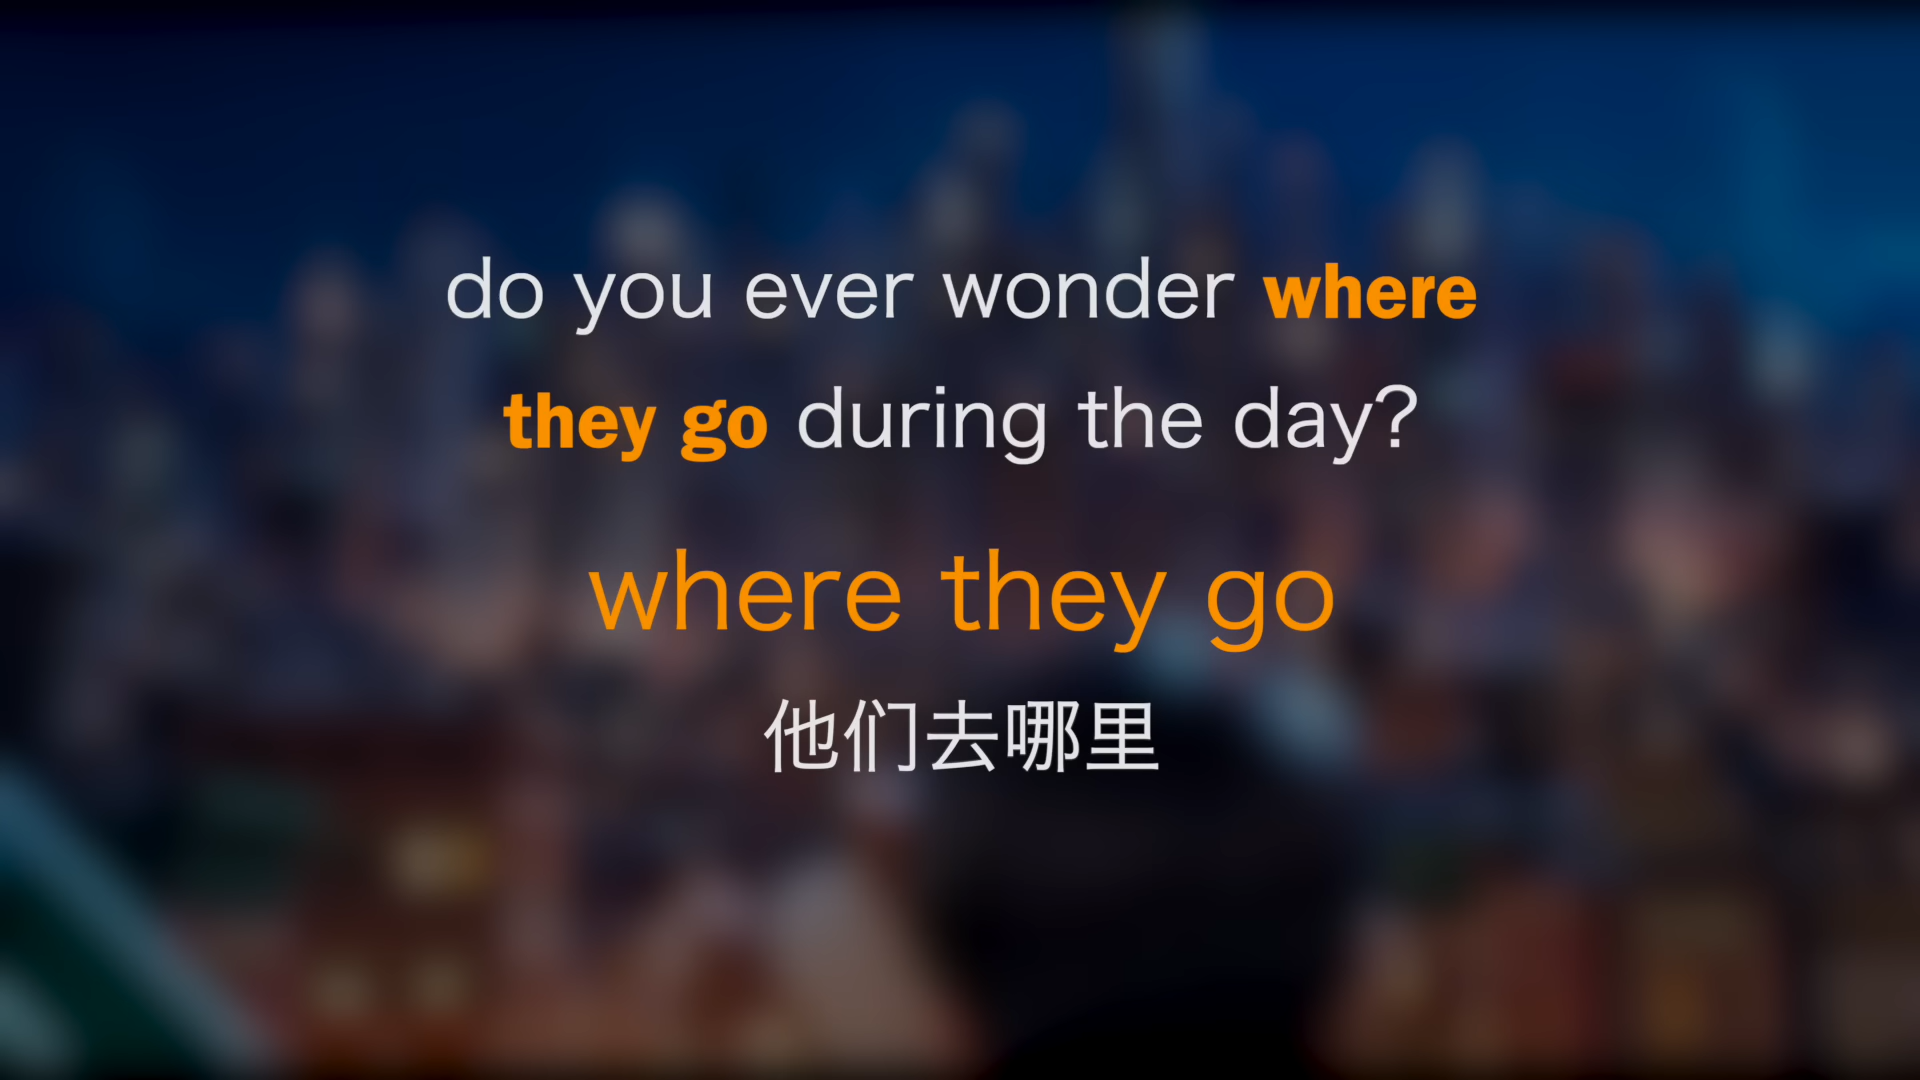 do you ever wonder where
they go during the day?
where they go
他们去哪里